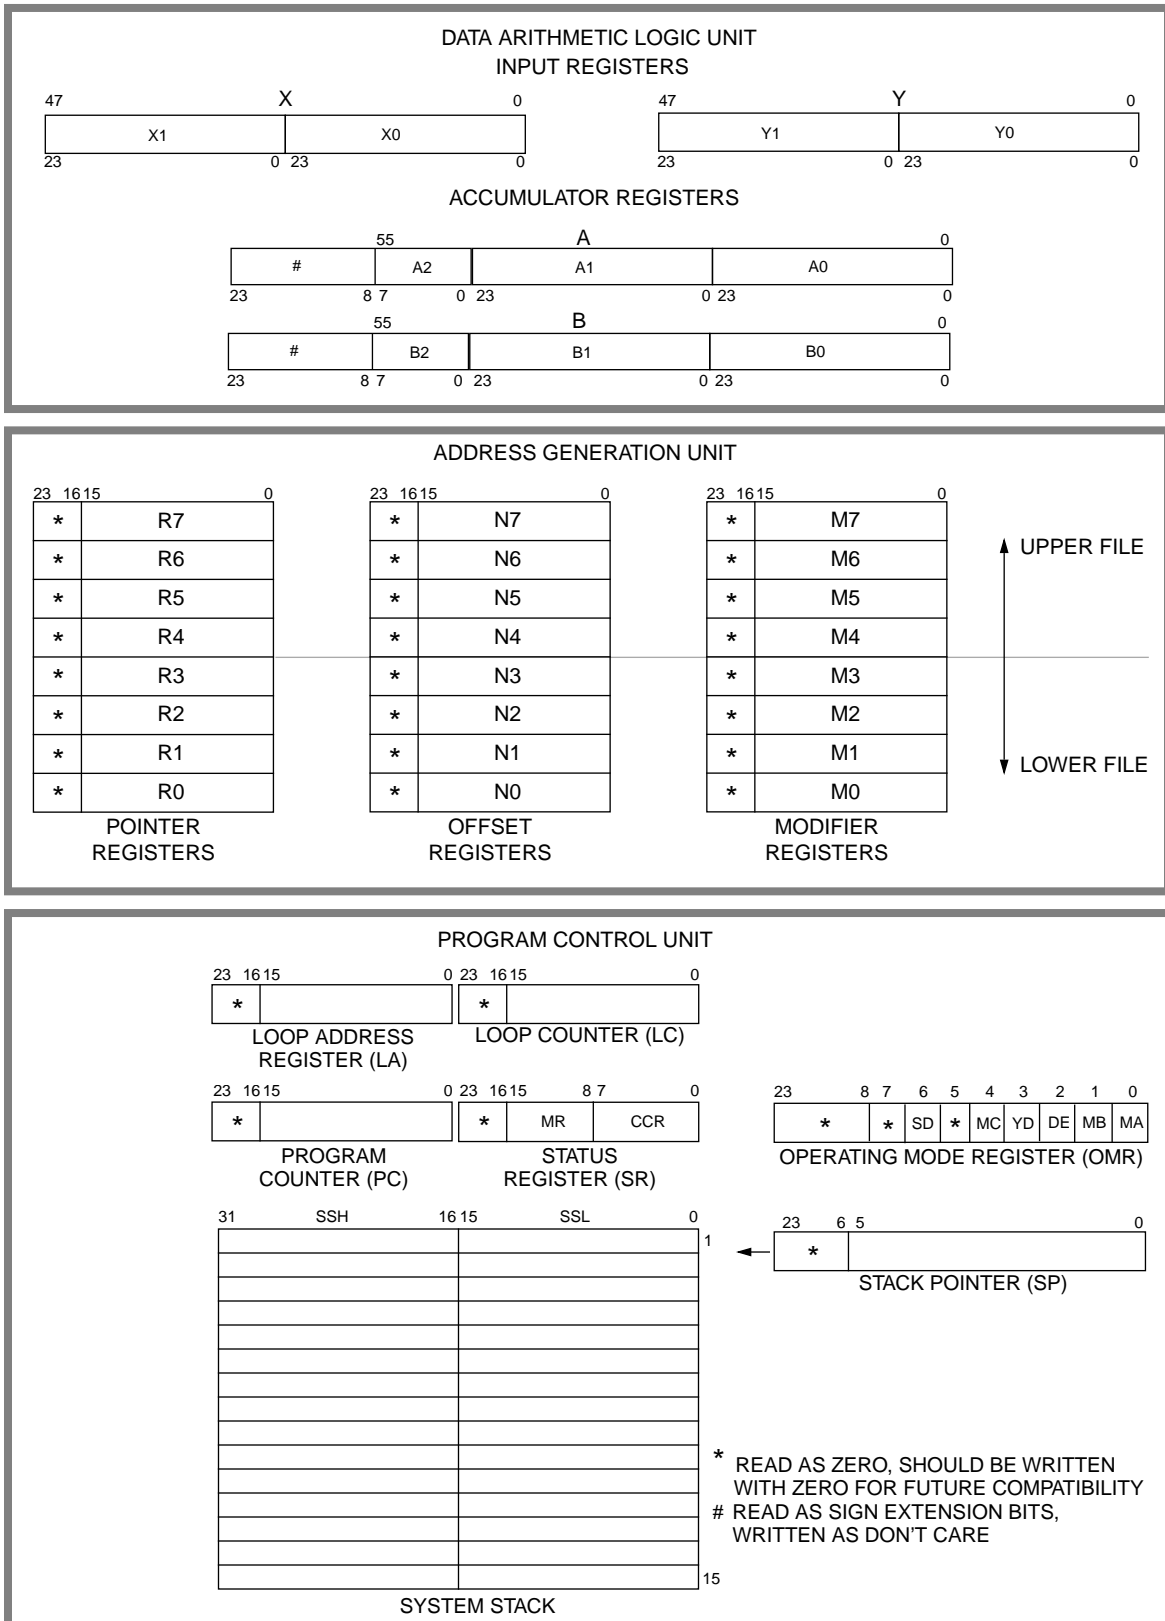 DATA ARITHMETIC LOGIC UNIT
INPUT REGISTERS
47 X 0 47 Y 0
X1 X0 Y1 Y0
23 0 23 0 23 0 23 0
ACCUMULATOR REGISTERS
55 A 0
# A2 A1 A0
23 8 7 0 23 0 23 0
55 B 0
# B2 B1 B0
23 8 7 0 23 0 23 0
ADDRESS GENERATION UNIT
23 16 15 0 23 16 15 0 23 16 15 0
* R7 * N7 * M7
* R6 * N6 * M6 UPPER FILE
* R5 * N5 * M5
* R4 * N4 * M4
* R3 * N3 * M3
* R2 * N2 * M2
* R1 * N1 * M1 LOWER FILE
* R0 * N0 * M0
POINTER OFFSET MODIFIER
REGISTERS REGISTERS REGISTERS
PROGRAM CONTROL UNIT
23 16 15 0 23 16 15 0
* *
LOOP ADDRESS LOOP COUNTER (LC)
REGISTER (LA)
23 16 15 0 23 16 15 8 7 0 23 8 7 6 5 4 3 2 1 0
* * MR CCR * * SD * MC YD DE MB MA
PROGRAM STATUS OPERATING MODE REGISTER (OMR)
COUNTER (PC) REGISTER (SR)
31 SSH 16 15 SSL 0 23 6 5 0
1 *
STACK POINTER (SP)
* READ AS ZERO, SHOULD BE WRITTEN
WITH ZERO FOR FUTURE COMPATIBILITY
# READ AS SIGN EXTENSION BITS,
WRITTEN AS DON'T CARE
15
SYSTEM STACK